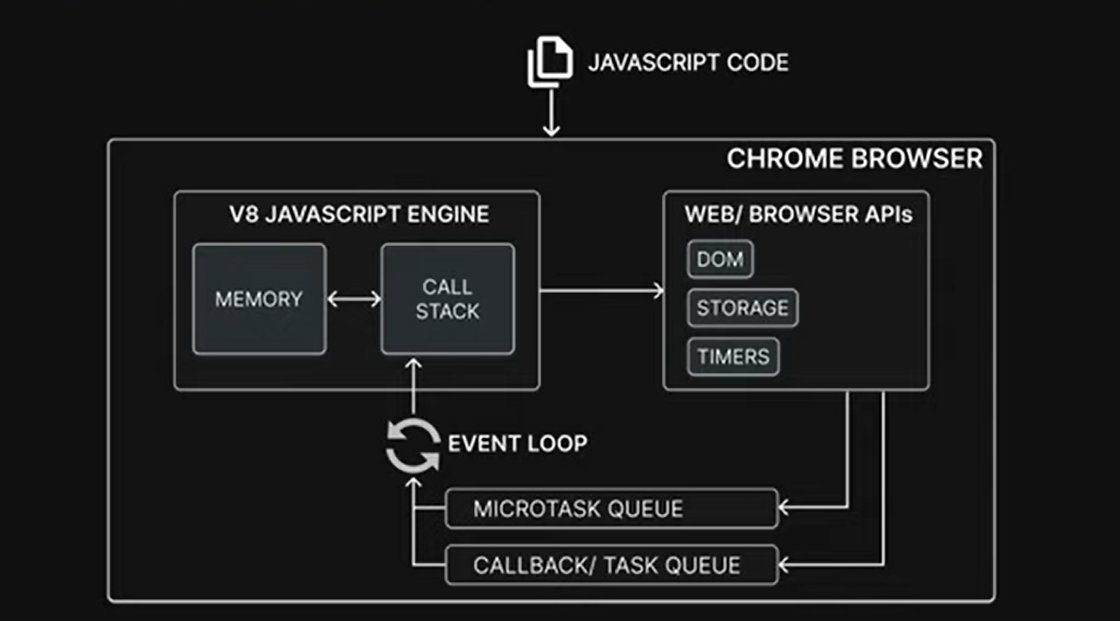 JAVASCRIPT CODE
CHROME BROWSER
V8 JAVASCRIPT ENGINE
MEMORY
CALL
STACK
WEB/ BROWSER APIs
DOM
STORAGE
TIMERS
EVENT LOOP
MICROTASK QUEUE
CALLBACK/ TASK QUEUE